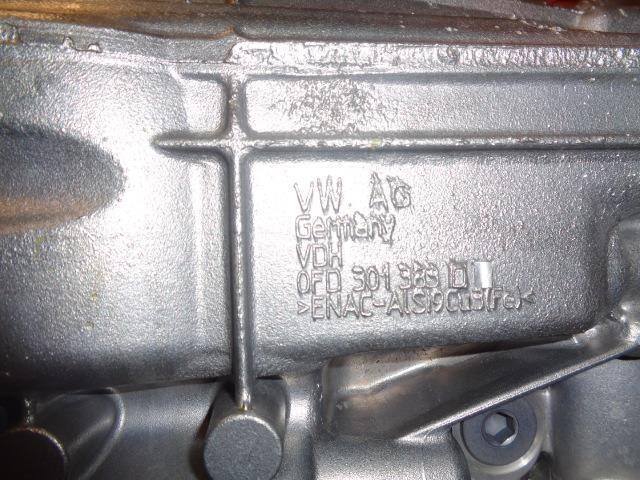 VW AG
Germany
VDH
0FD 301 383 D
>ENAC-AlSi9Cu3(Fe)<